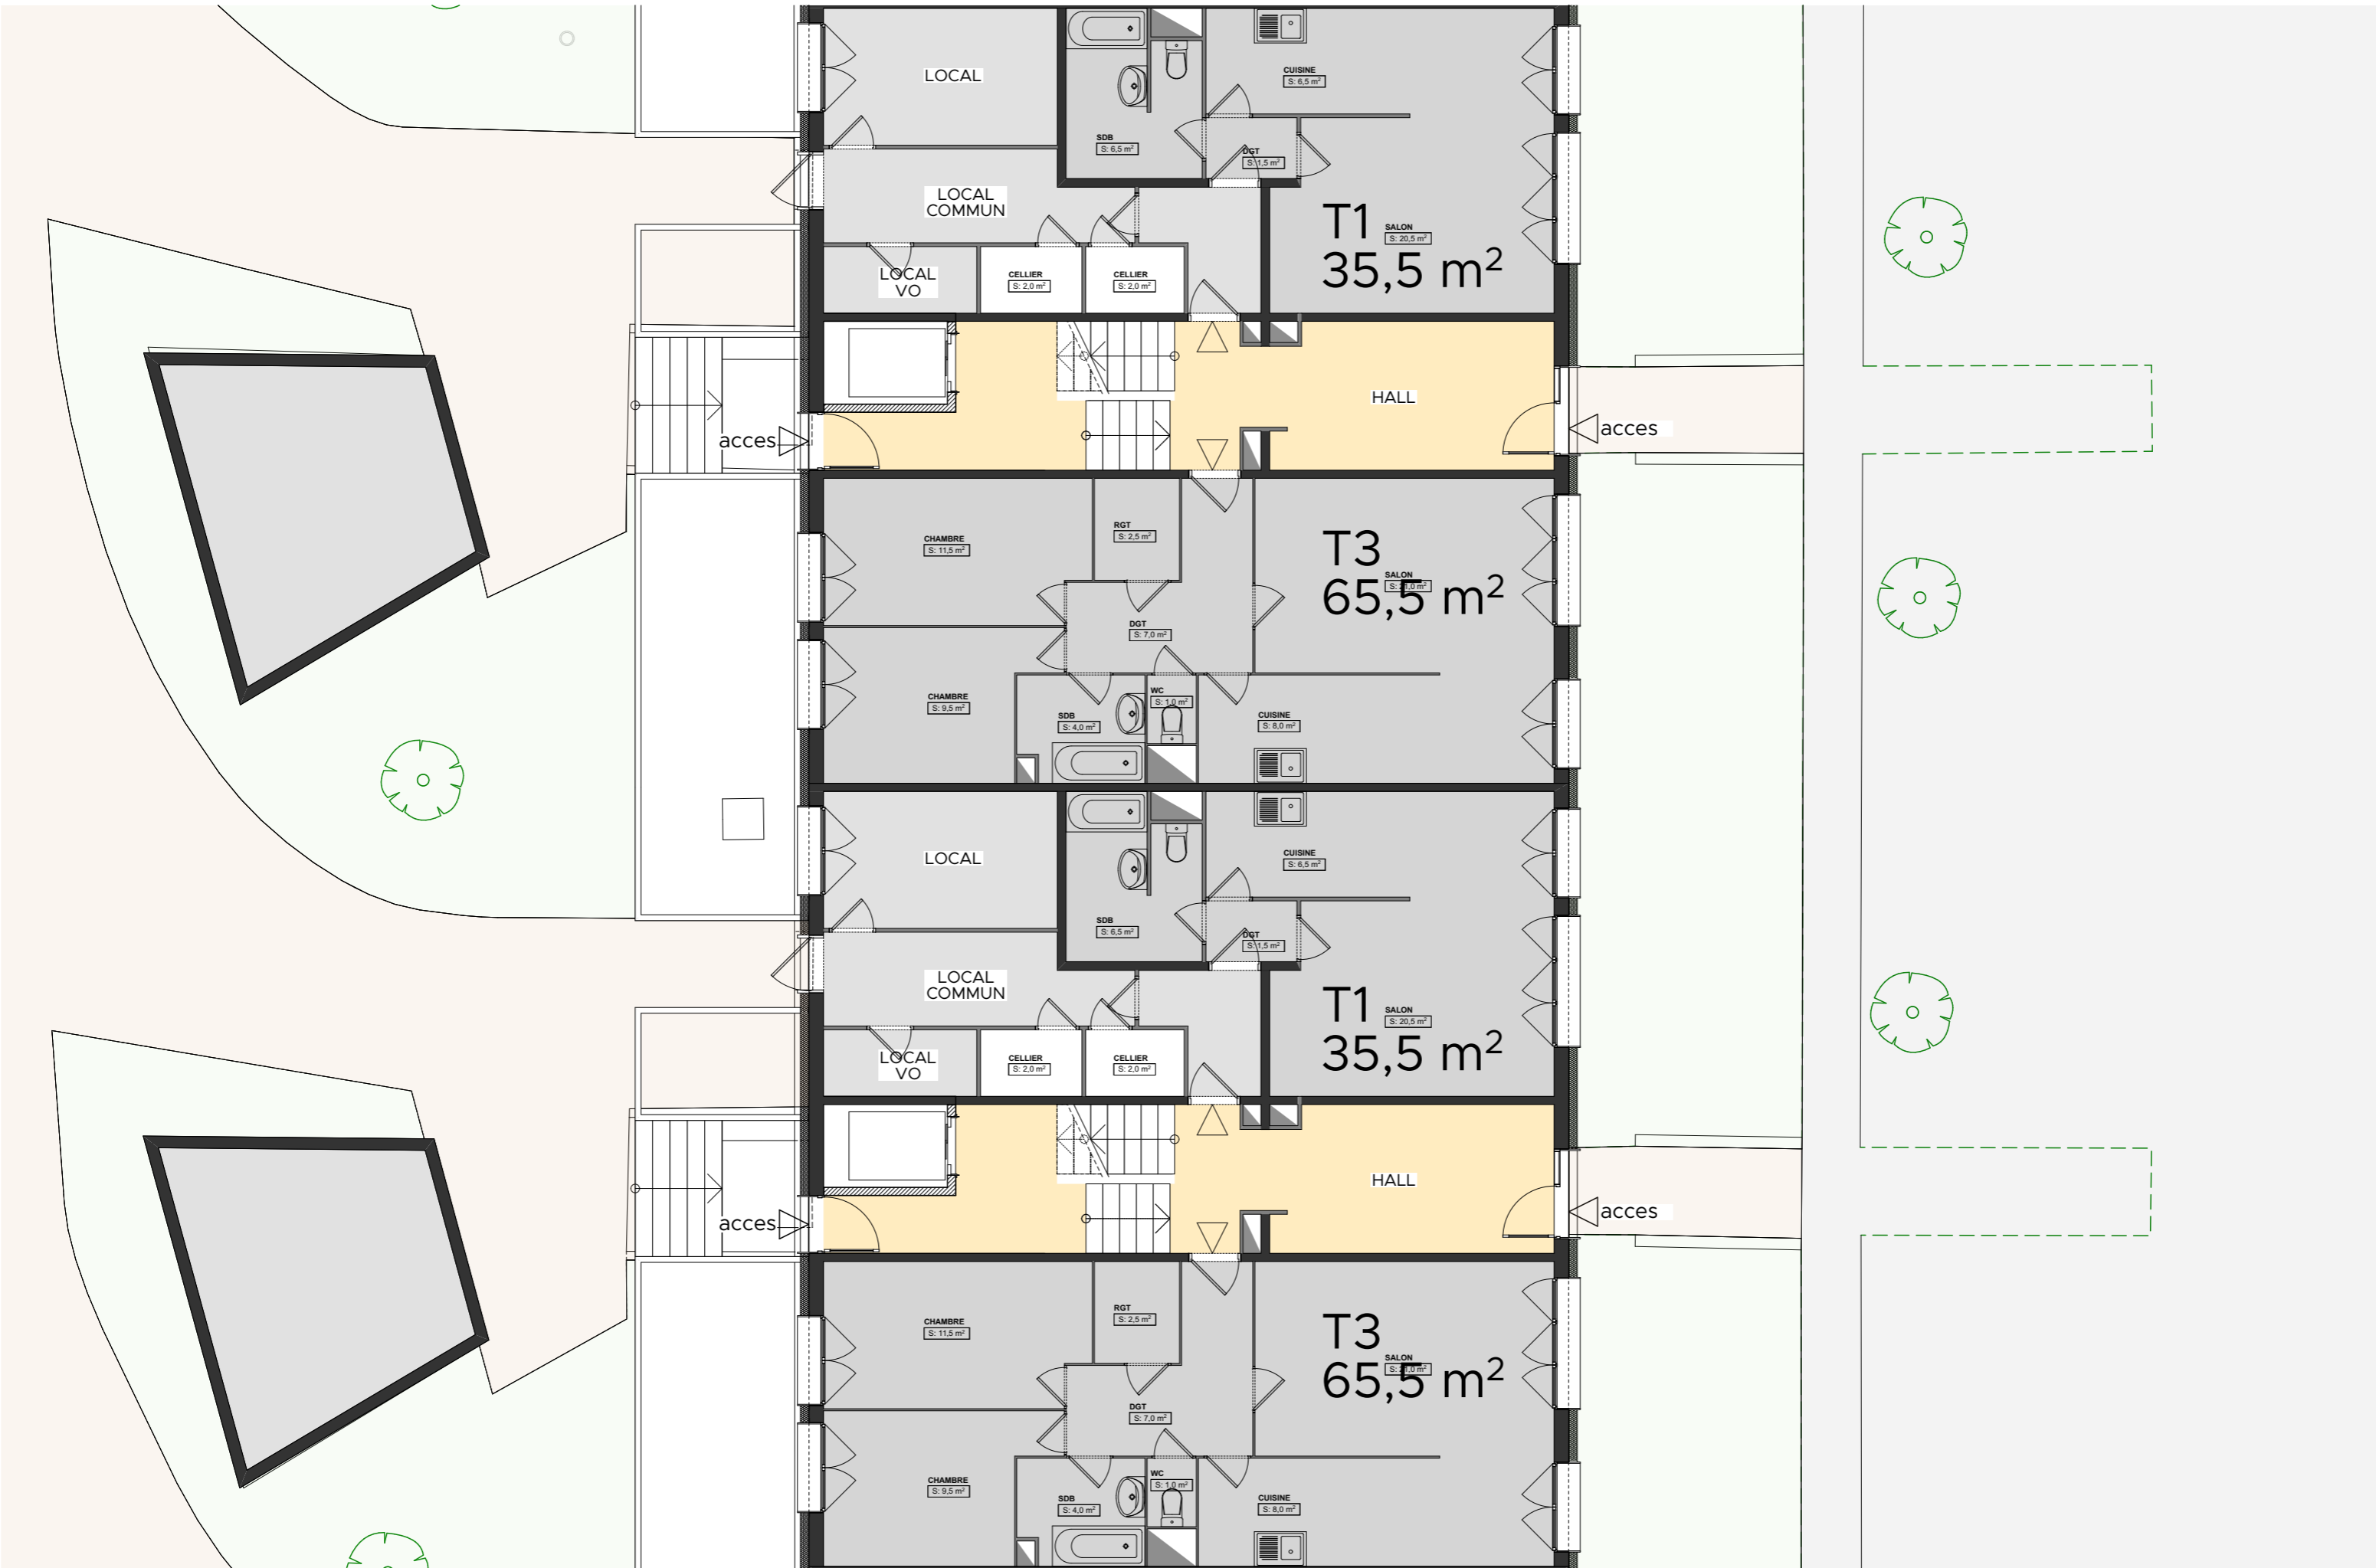 LOCAL
CUISINE
S: 6,5 m²
SDB
S: 6,5 m²
DGT
S: 1,5 m²
LOCAL
COMMUN
T1
SALON
S: 20,5 m²
35,5 m²
LOCAL
VO
CELLIER
S: 2,0 m²
CELLIER
S: 2,0 m²
HALL
acces
acces
CHAMBRE
S: 11,5 m²
RGT
S: 2,5 m²
T3
SALON
65,5 m²
DGT
S: 7,0 m²
CHAMBRE
S: 9,5 m²
SDB
S: 4,0 m²
WC
S: 1,0 m²
CUISINE
S: 8,0 m²
LOCAL
CUISINE
S: 6,5 m²
SDB
S: 6,5 m²
DGT
S: 1,5 m²
LOCAL
COMMUN
T1
SALON
S: 20,5 m²
35,5 m²
LOCAL
VO
CELLIER
S: 2,0 m²
CELLIER
S: 2,0 m²
HALL
acces
acces
CHAMBRE
S: 11,5 m²
RGT
S: 2,5 m²
T3
SALON
65,5 m²
DGT
S: 7,0 m²
CHAMBRE
S: 9,5 m²
SDB
S: 4,0 m²
WC
S: 1,0 m²
CUISINE
S: 8,0 m²